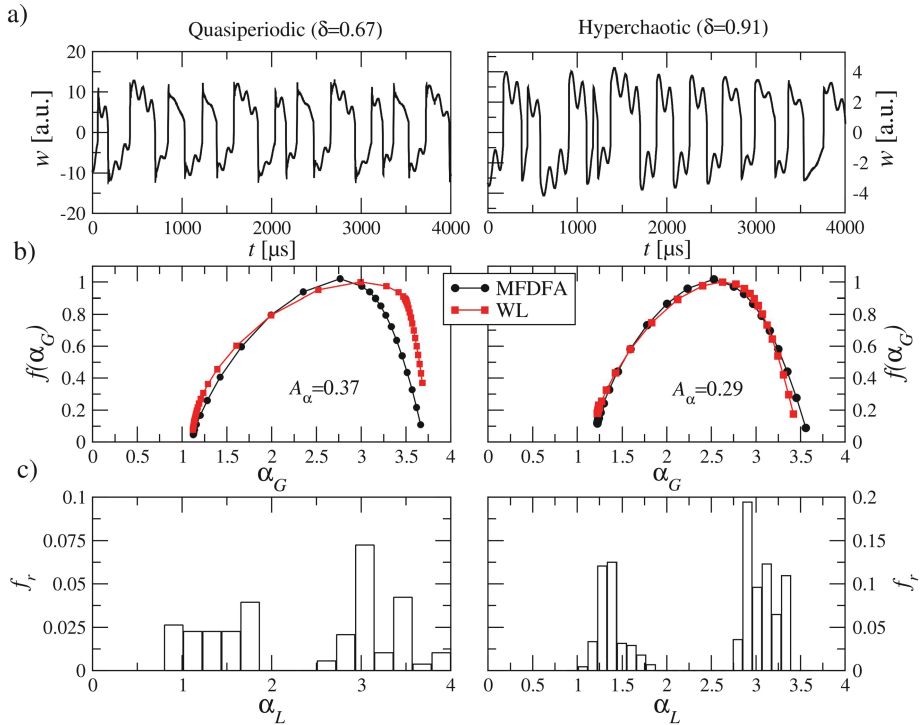 a)
Quasiperiodic (δ=0.67)
Hyperchaotic (δ=0.91)
20
10
0
-10
-20
w [a.u.]
0 1000 2000 3000 4000
t [μs]
4
2
0
-2
-4
w [a.u.]
0 1000 2000 3000 4000
t [μs]
b)
1
0.8
0.6
0.4
0.2
0
f(α_G)
A_α=0.37
MFDFA
WL
0 0.5 1 1.5 2 2.5 3 3.5 4
α_G
A_α=0.29
1
0.8
0.6
0.4
0.2
0
f(α_G)
0 0.5 1 1.5 2 2.5 3 3.5 4
α_G
c)
0.1
0.075
0.05
0.025
0
f_r
0 1 2 3 4
α_L
0.2
0.15
0.1
0.05
0
f_r
0 0.5 1 1.5 2 2.5 3 3.5 4
α_L